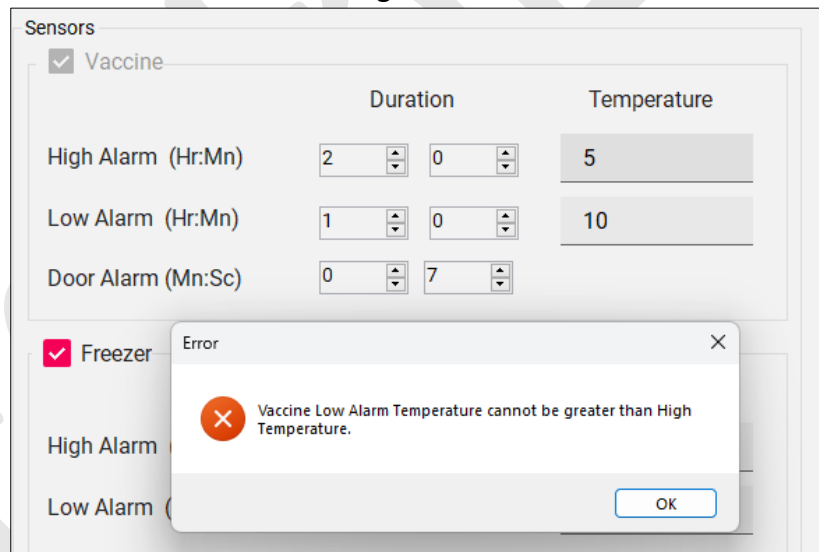 Sensors
Vaccine
Duration Temperature
High Alarm (Hr:Mn) 2 0 5
Low Alarm (Hr:Mn) 1 0 10
Door Alarm (Mn:Sc) 0 7
Freezer
Error
Vaccine Low Alarm Temperature cannot be greater than High
Temperature.
High Alarm
Low Alarm (
OK